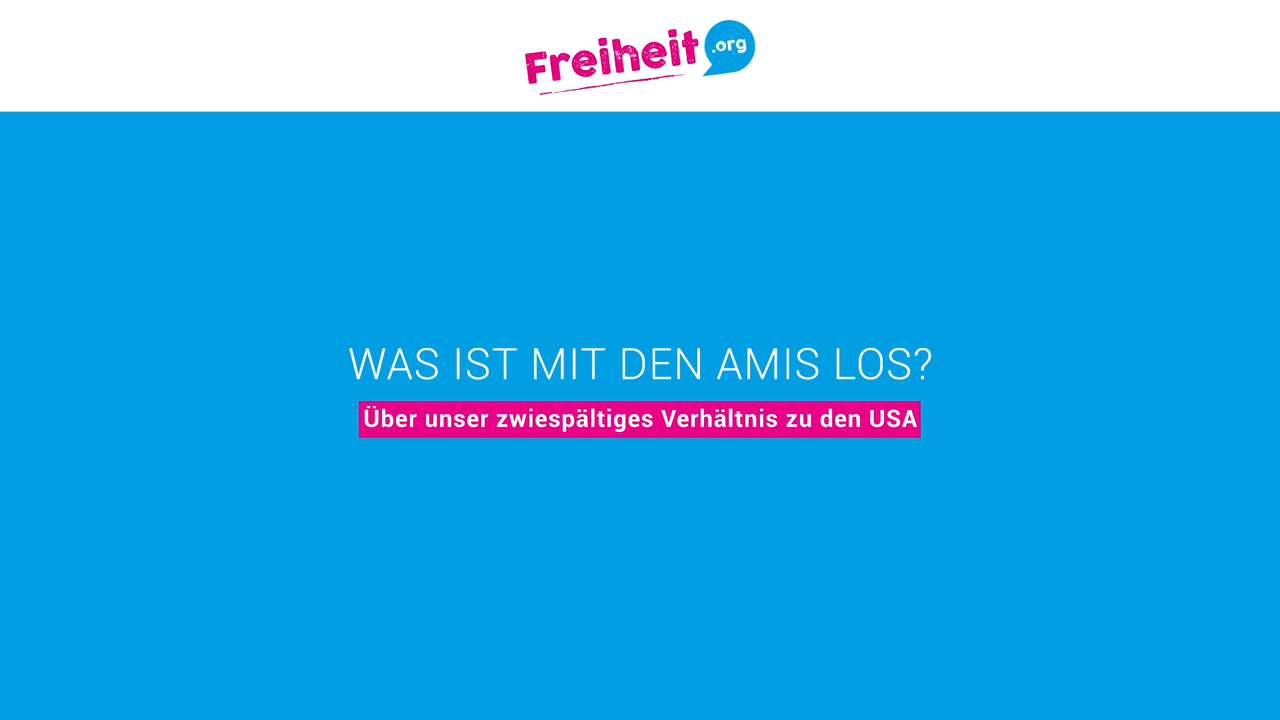 Freiheit.org
WAS IST MIT DEN AMIS LOS?
Über unser zwiespältiges Verhältnis zu den USA